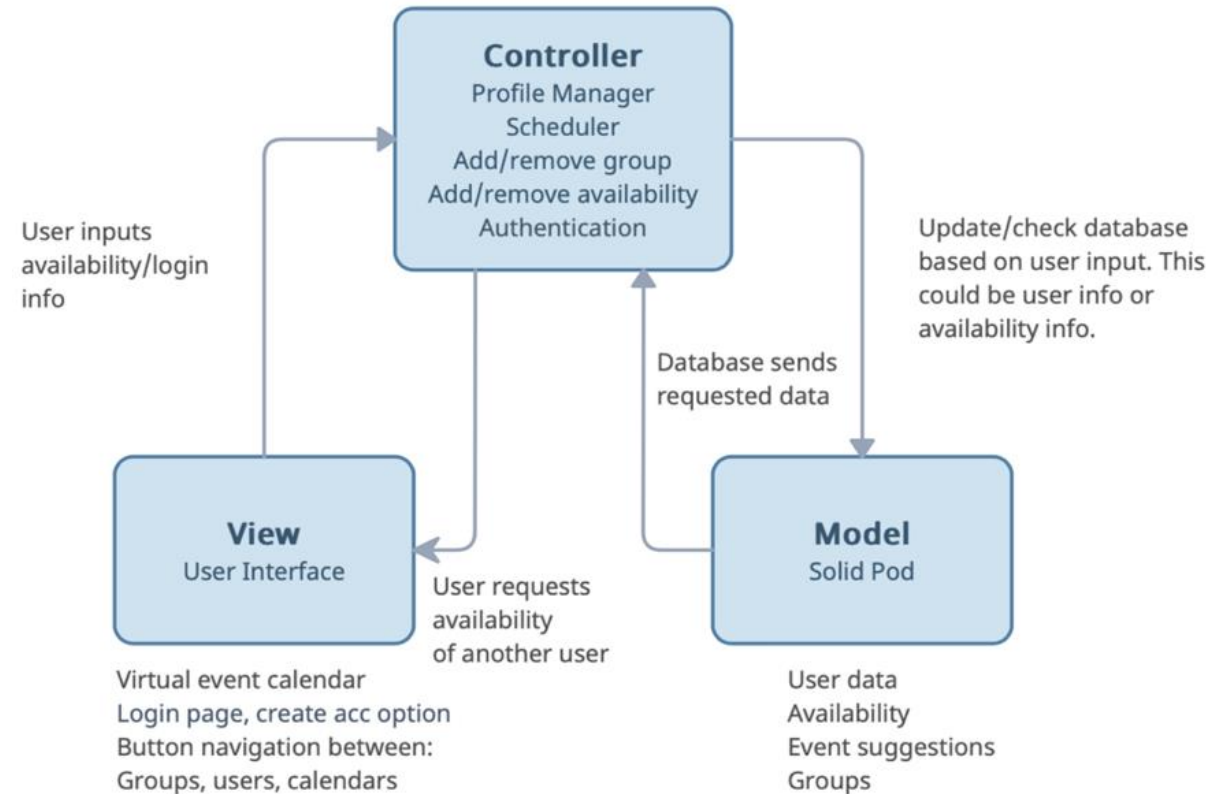 Controller
Profile Manager
Scheduler
Add/remove group
Add/remove availability
Authentication
User inputs
availability/login
info
Update/check database
based on user input. This
could be user info or
availability info.
Database sends
requested data
View
User Interface
Model
Solid Pod
User requests
availability
of another user
Virtual event calendar
Login page, create acc option
Button navigation between:
Groups, users, calendars
User data
Availability
Event suggestions
Groups